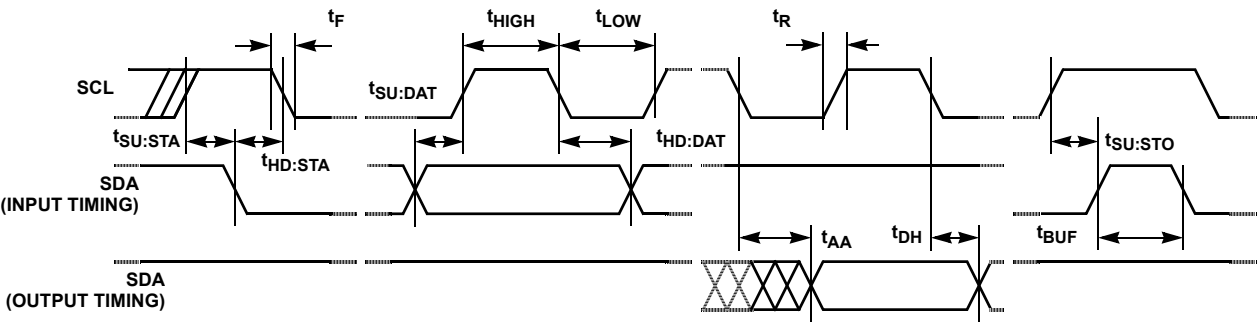 tF
tHIGH
tLOW
tR
SCL
tSU:DAT
tSU:STA
tHD:STA
tHD:DAT
tSU:STO
SDA
(INPUT TIMING)
tAA
tDH
tBUF
SDA
(OUTPUT TIMING)